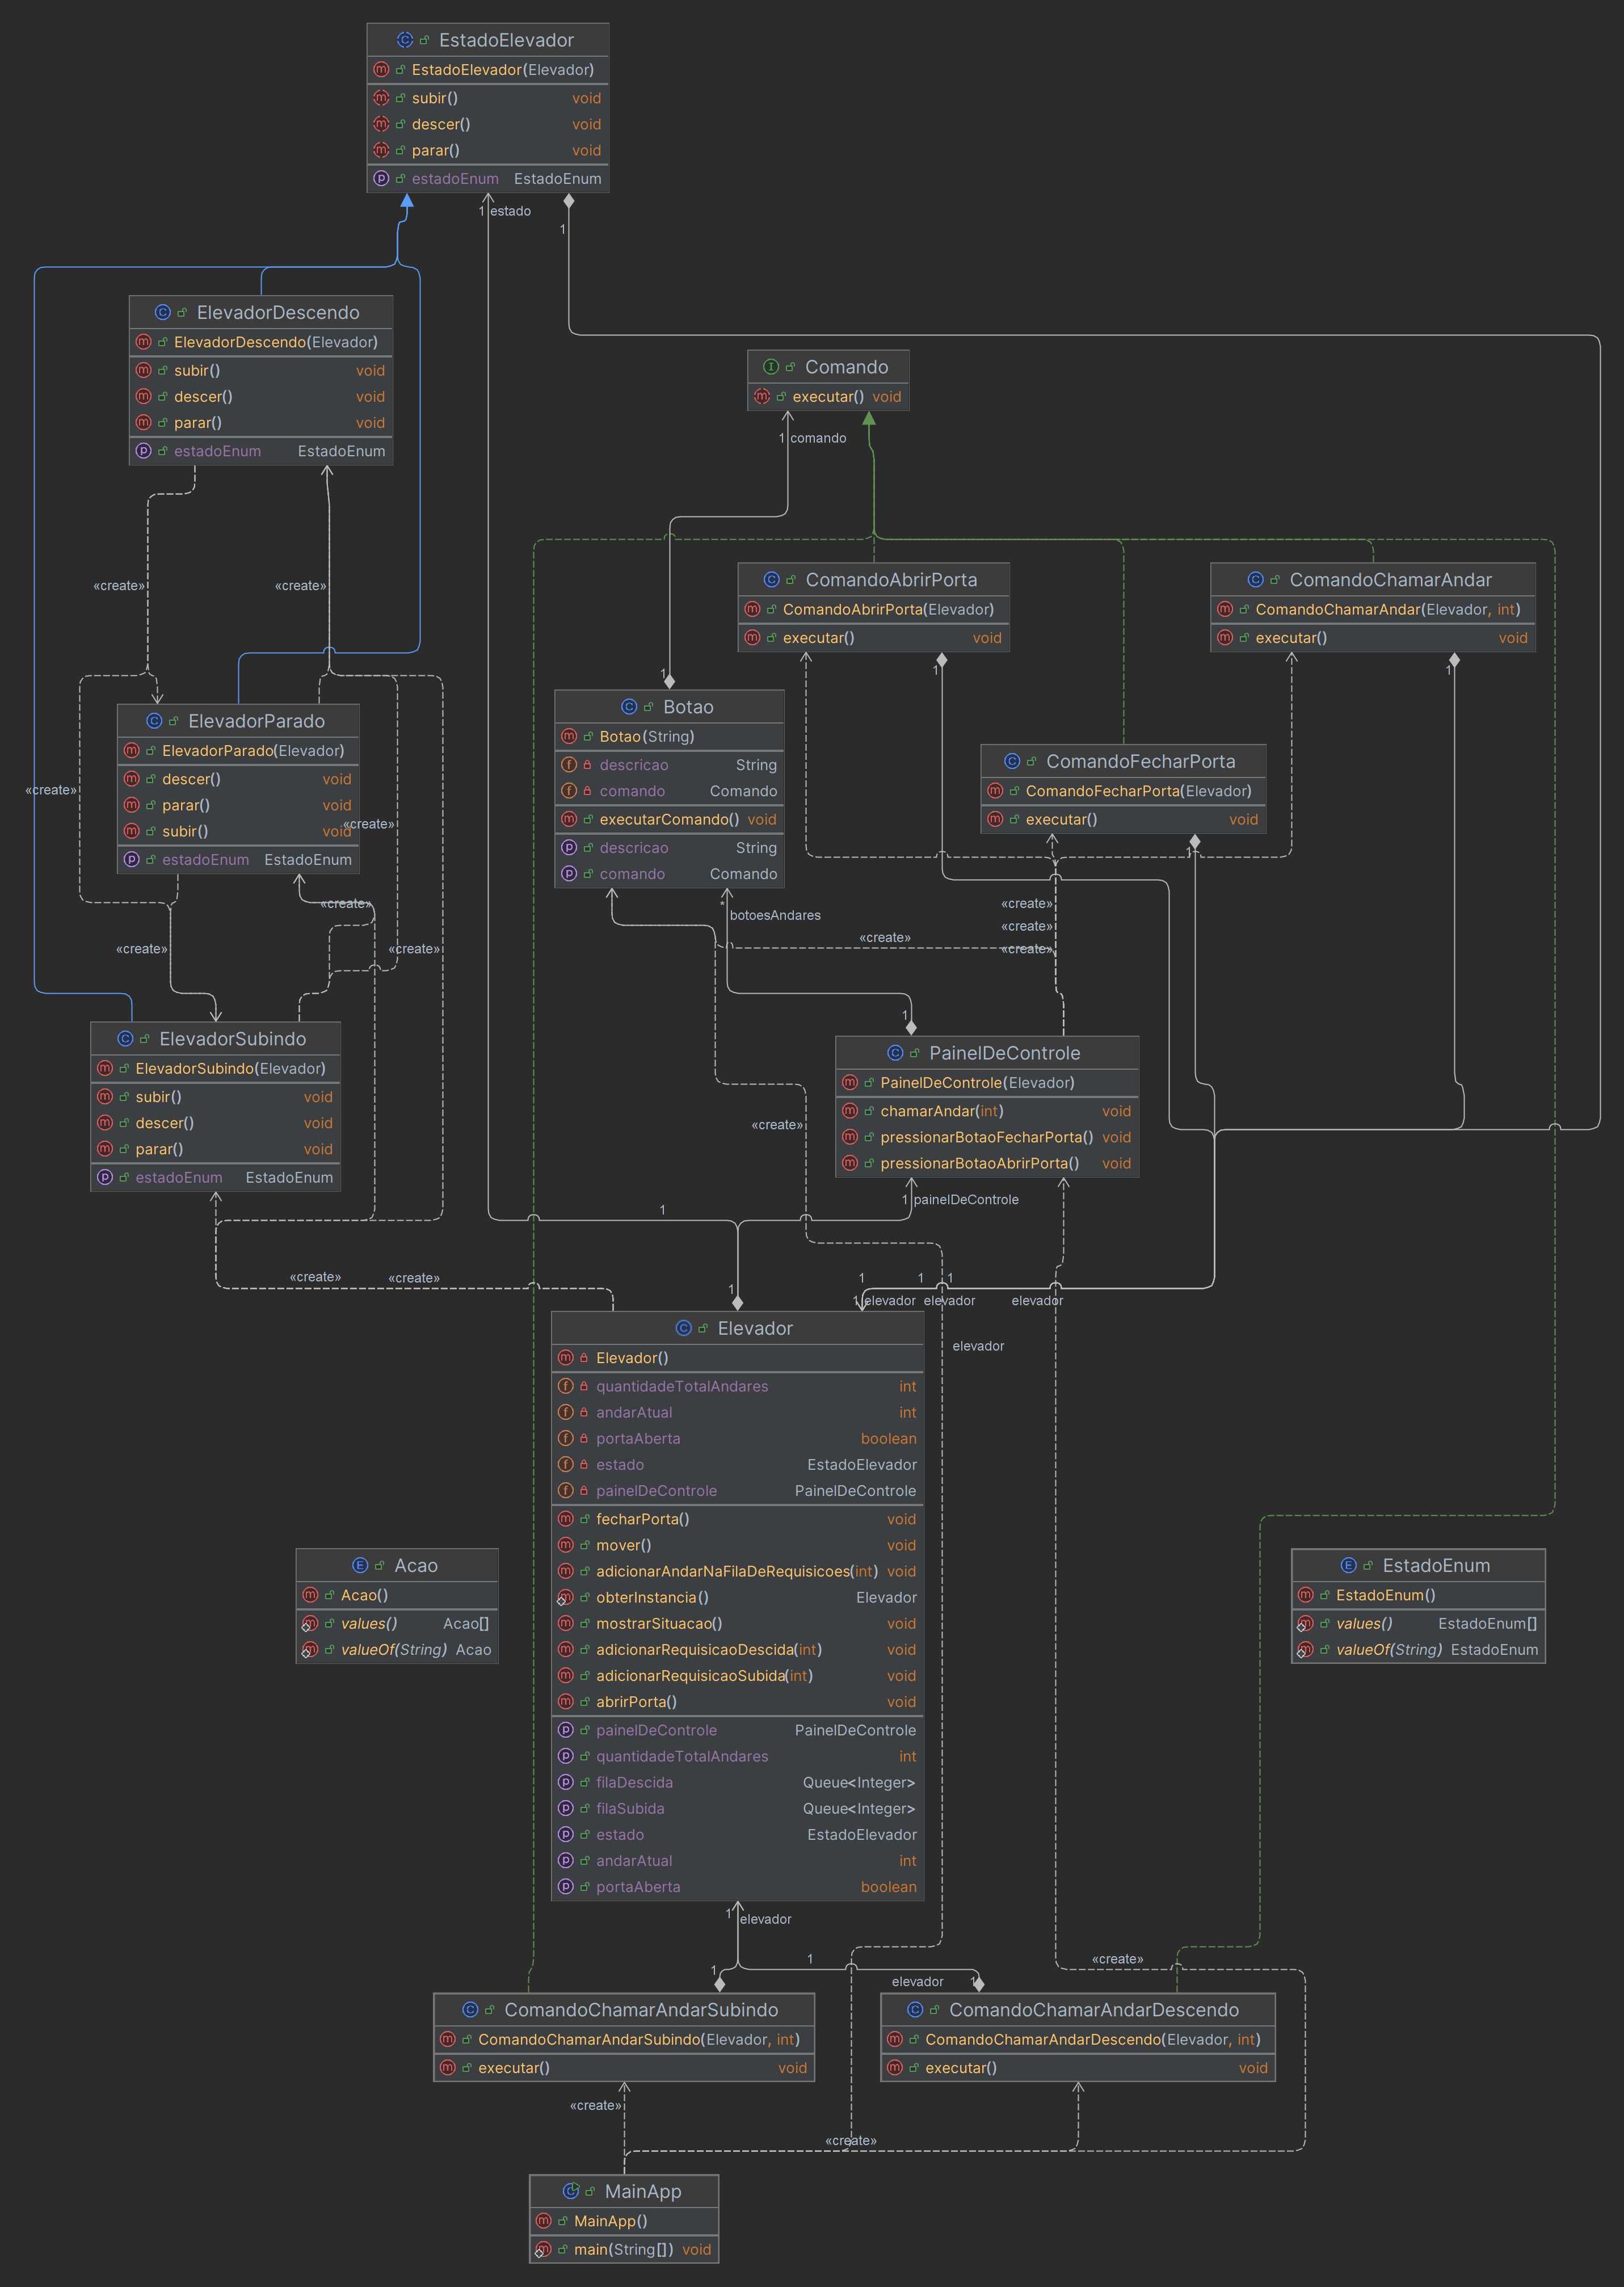 EstadoElevador
EstadoElevador(Elevador)
subir() void
descer() void
parar() void
estadoEnum EstadoEnum
1 estado
1
ElevadorDescendo
ElevadorDescendo(Elevador)
subir() void
descer() void
parar() void
estadoEnum EstadoEnum
Comando
executar() void
1 comando
«create»
«create»
ComandoAbrirPorta
ComandoAbrirPorta(Elevador)
executar() void
1
ComandoChamarAndar
ComandoChamarAndar(Elevador, int)
executar() void
1
1
Botao
Botao(String)
descricao String
comando Comando
executarComando() void
descricao String
comando Comando
* botoesAndares
ElevadorParado
ElevadorParado(Elevador)
descer() void
parar() void
subir() void
estadoEnum EstadoEnum
«create»
«create»
ComandoFecharPorta
ComandoFecharPorta(Elevador)
executar() void
1
«create»
«create»
«create»
«create»
«create»
«create»
«create»
ElevadorSubindo
ElevadorSubindo(Elevador)
subir() void
descer() void
parar() void
estadoEnum EstadoEnum
1
PainelDeControle
PainelDeControle(Elevador)
chamarAndar(int) void
pressionarBotaoFecharPorta() void
pressionarBotaoAbrirPorta() void
«create»
1 painelDeControle
1
«create»
«create»
1
1
1
1
1 elevador
elevador
elevador
elevador
Elevador
Elevador()
quantidadeTotalAndares int
andarAtual int
portaAberta boolean
estado EstadoElevador
painelDeControle PainelDeControle
fecharPorta() void
mover() void
adicionarAndarNaFilaDeRequisicoes(int) void
obterInstancia() Elevador
mostrarSituacao() void
adicionarRequisicaoDescida(int) void
adicionarRequisicaoSubida(int) void
abrirPorta() void
painelDeControle PainelDeControle
quantidadeTotalAndares int
filaDescida Queue<Integer>
filaSubida Queue<Integer>
estado EstadoElevador
andarAtual int
portaAberta boolean
Acao
Acao()
values() Acao[]
valueOf(String) Acao
EstadoEnum
EstadoEnum()
values() EstadoEnum[]
valueOf(String) EstadoEnum
1 elevador
1
1
elevador
1
«create»
ComandoChamarAndarSubindo
ComandoChamarAndarSubindo(Elevador, int)
executar() void
ComandoChamarAndarDescendo
ComandoChamarAndarDescendo(Elevador, int)
executar() void
«create»
«create»
MainApp
MainApp()
main(String[]) void